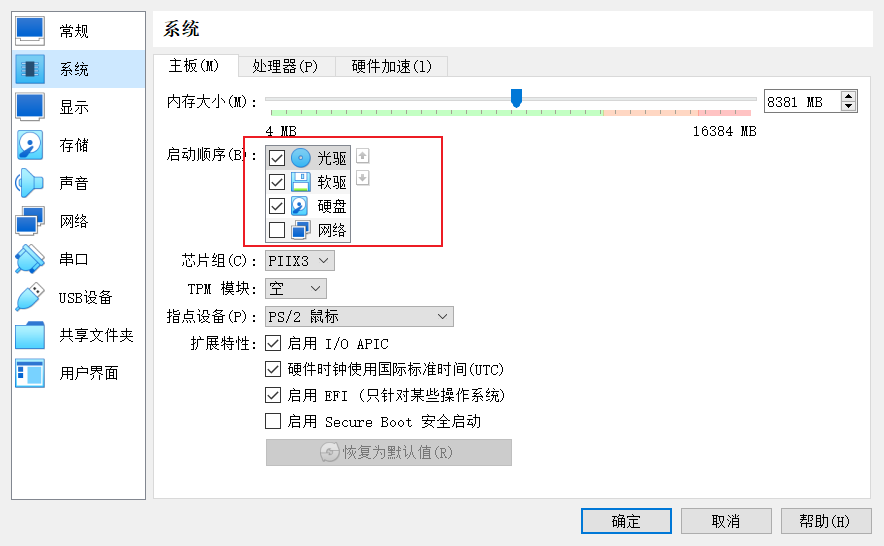 常规
系统
显示
存储
声音
网络
串口
USB设备
共享文件夹
用户界面
系统
主板(M) 处理器(P) 硬件加速(l)
内存大小(M): 8381 MB
4 MB 16384 MB
启动顺序(B): 光驱
软驱
硬盘
网络
芯片组(C): PIIX3
TPM 模块: 空
指点设备(P): PS/2 鼠标
扩展特性: 启用 I/O APIC
硬件时钟使用国际标准时间(UTC)
启用 EFI (只针对某些操作系统)
启用 Secure Boot 安全启动
恢复为默认值(R)
确定 取消 帮助(H)